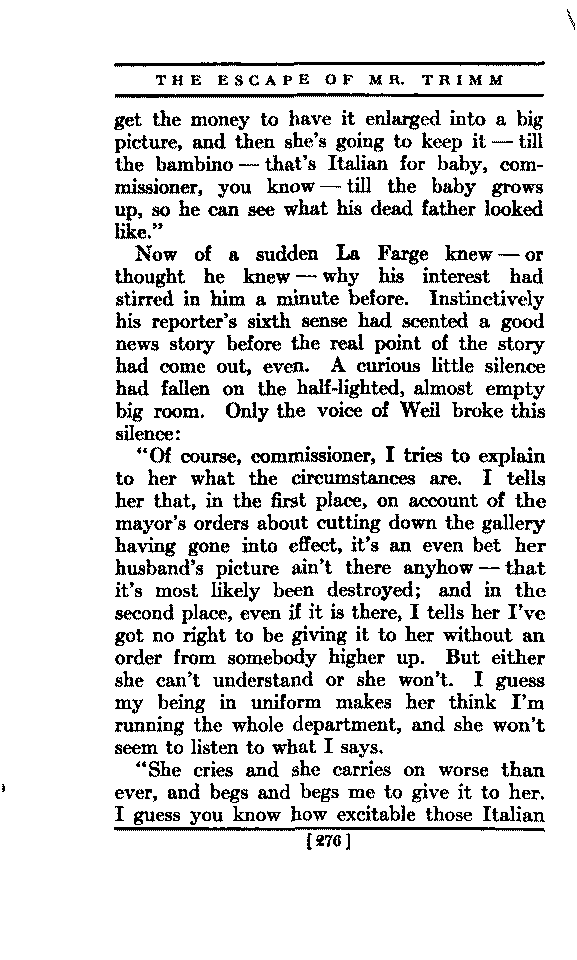 THE ESCAPE OF MR. TRIMM
get the money to have it enlarged into a big
picture, and then she's going to keep it — till
the bambino — that's Italian for baby, com-
missioner, you know — till the baby grows
up, so he can see what his dead father looked
like."
Now of a sudden La Farge knew — or
thought he knew — why his interest had
stirred in him a minute before. Instinctively
his reporter's sixth sense had scented a good
news story before the real point of the story
had come out, even. A curious little silence
had fallen on the half-lighted, almost empty
big room. Only the voice of Weil broke this
silence:
"Of course, commissioner, I tries to explain
to her what the circumstances are. I tells
her that, in the first place, on account of the
mayor's orders about cutting down the gallery
having gone into effect, it's an even bet her
husband's picture ain't there anyhow — that
it's most likely been destroyed; and in the
second place, even if it is there, I tells her I've
got no right to be giving it to her without an
order from somebody higher up. But either
she can't understand or she won't. I guess
my being in uniform makes her think I'm
running the whole department, and she won't
seem to listen to what I says.
"She cries and she carries on worse than
ever, and begs and begs me to give it to her.
I guess you know how excitable those Italian
[276]